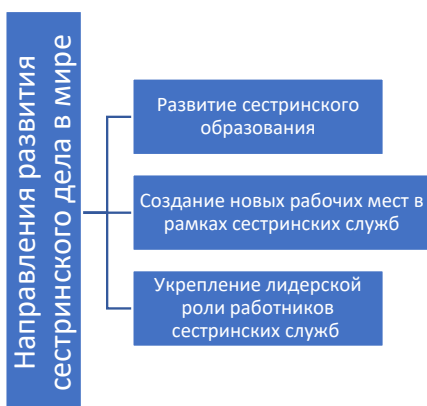 Направления развития
сестринского дела в мире
Развитие сестринского
образования
Создание новых рабочих мест в
рамках сестринских служб
Укрепление лидерской
роли работников
сестринских служб